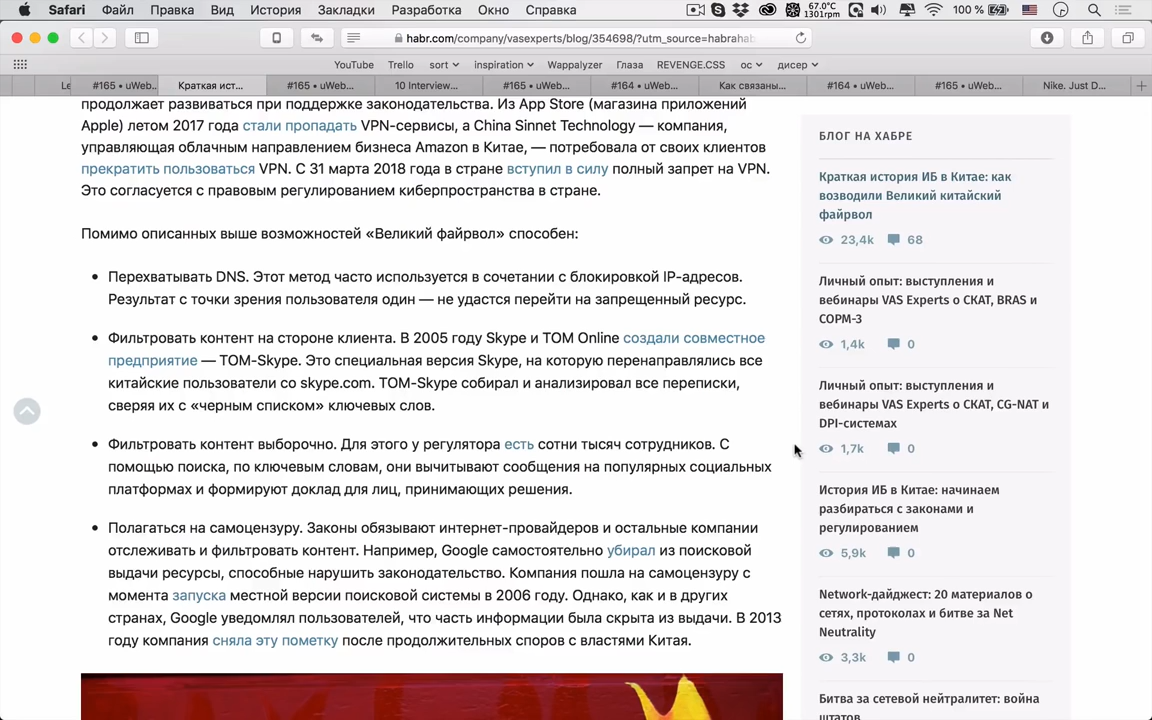 Safari Файл Правка Вид История Закладки Разработка Окно Справка 67.0°C 1301rpm 100 %
habr.com/company/vasexperts/blog/354698/?utm_source=habrahab
YouTube Trello sort inspiration Wappalyzer Глаза REVENGE.CSS ос дисер
Le #165 • uWeb... Краткая ист... #165 • uWeb... 10 Interview... #165 • uWeb... #164 • uWeb... Как связаны... #164 • uWeb... #165 • uWeb... Nike. Just D...
продолжает развиваться при поддержке законодательства. Из App Store (магазина приложений
Apple) летом 2017 года стали пропадать VPN-сервисы, а China Sinnet Technology — компания,
управляющая облачным направлением бизнеса Amazon в Китае, — потребовала от своих клиентов
прекратить пользоваться VPN. С 31 марта 2018 года в стране вступил в силу полный запрет на VPN.
Это согласуется с правовым регулированием киберпространства в стране.
Помимо описанных выше возможностей «Великий файрвол» способен:
• Перехватывать DNS. Этот метод часто используется в сочетании с блокировкой IP-адресов.
Результат с точки зрения пользователя один — не удастся перейти на запрещенный ресурс.
• Фильтровать контент на стороне клиента. В 2005 году Skype и TOM Online создали совместное
предприятие — TOM-Skype. Это специальная версия Skype, на которую перенаправлялись все
китайские пользователи со skype.com. TOM-Skype собирал и анализировал все переписки,
сверяя их с «черным списком» ключевых слов.
• Фильтровать контент выборочно. Для этого у регулятора есть сотни тысяч сотрудников. С
помощью поиска, по ключевым словам, они вычитывают сообщения на популярных социальных
платформах и формируют доклад для лиц, принимающих решения.
• Полагаться на самоцензуру. Законы обязывают интернет-провайдеров и остальные компании
отслеживать и фильтровать контент. Например, Google самостоятельно убирал из поисковой
выдачи ресурсы, способные нарушить законодательство. Компания пошла на самоцензуру с
момента запуска местной версии поисковой системы в 2006 году. Однако, как и в других
странах, Google уведомлял пользователей, что часть информации была скрыта из выдачи. В 2013
году компания сняла эту пометку после продолжительных споров с властями Китая.
БЛОГ НА ХАБРЕ
Краткая история ИБ в Китае: как
возводили Великий китайский
файрвол
23,4k 68
Личный опыт: выступления и
вебинары VAS Experts о СКАТ, BRAS и
СОРМ-3
1,4k 0
Личный опыт: выступления и
вебинары VAS Experts о СКАТ, CG-NAT и
DPI-системах
1,7k 0
История ИБ в Китае: начинаем
разбираться с законами и
регулированием
5,9k 0
Network-дайджест: 20 материалов о
сетях, протоколах и битве за Net
Neutrality
3,3k 0
Битва за сетевой нейтралитет: война
штатов